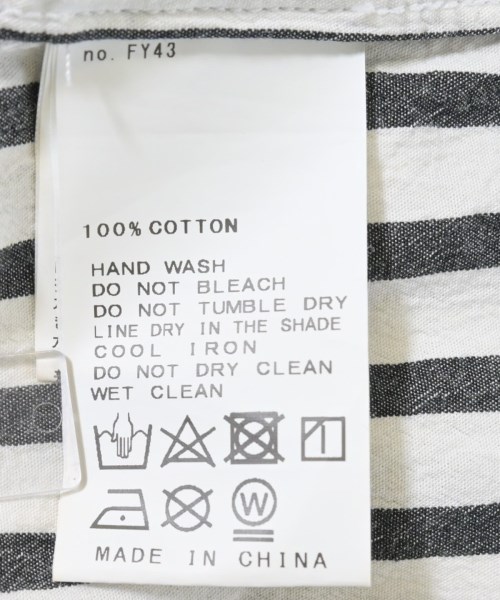 no. FY43
100% COTTON
HAND WASH
DO NOT BLEACH
DO NOT TUMBLE DRY
LINE DRY IN THE SHADE
COOL IRON
DO NOT DRY CLEAN
WET CLEAN
W
MADE IN CHINA